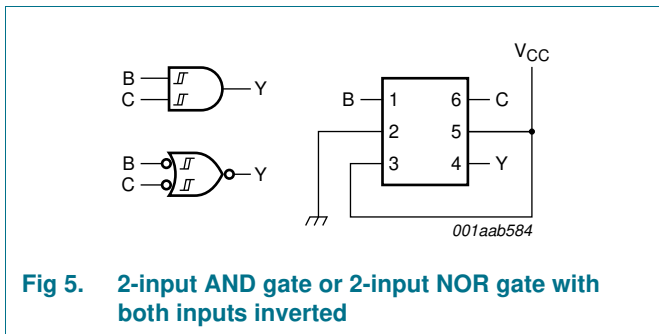 B
C
Y
B
C
Y
VCC
B 1 6 C
2 5
3 4 Y
001aab584
Fig 5. 2-input AND gate or 2-input NOR gate with
both inputs inverted